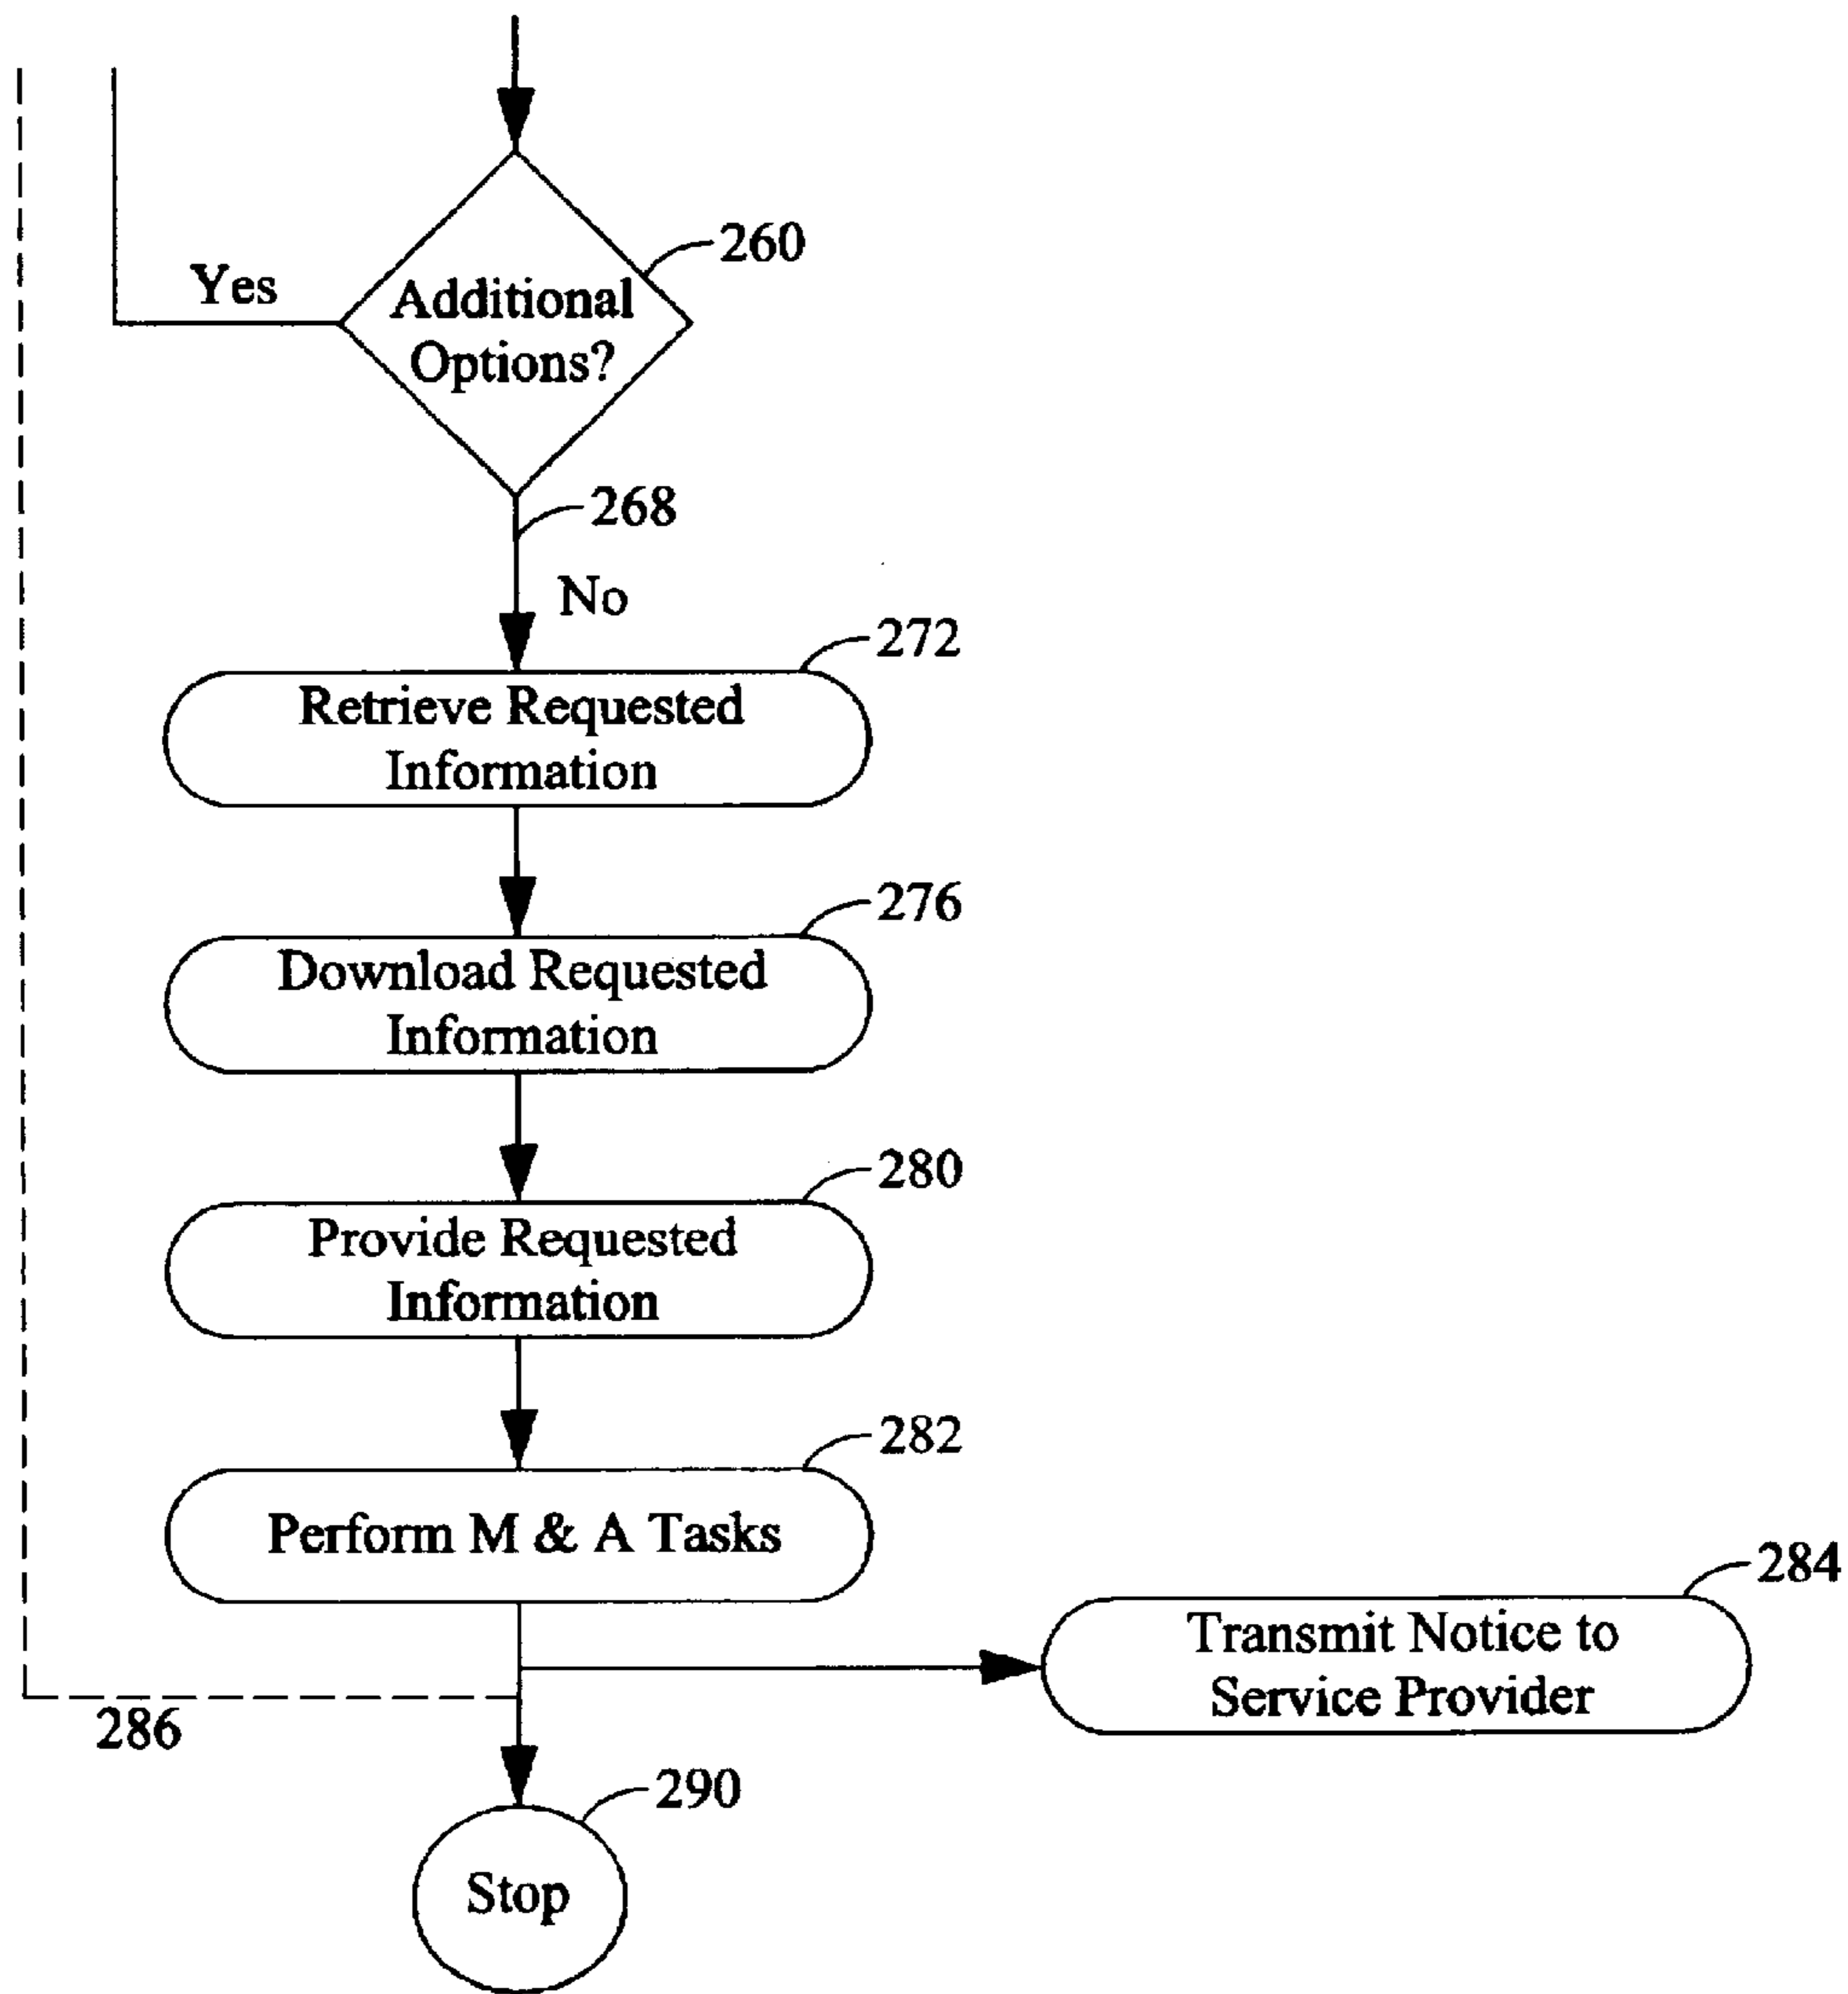 260
Yes
Additional
Options?
268
No
272
Retrieve Requested
Information
276
Download Requested
Information
280
Provide Requested
Information
282
Perform M & A Tasks
284
Transmit Notice to
Service Provider
286
290
Stop